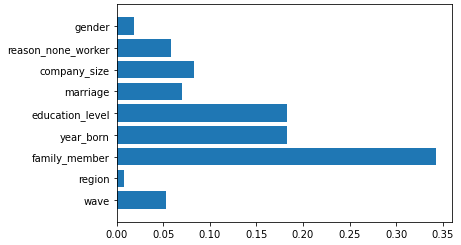 gender
reason_none_worker
company_size
marriage
education_level
year_born
family_member
region
wave
0.00 0.05 0.10 0.15 0.20 0.25 0.30 0.35